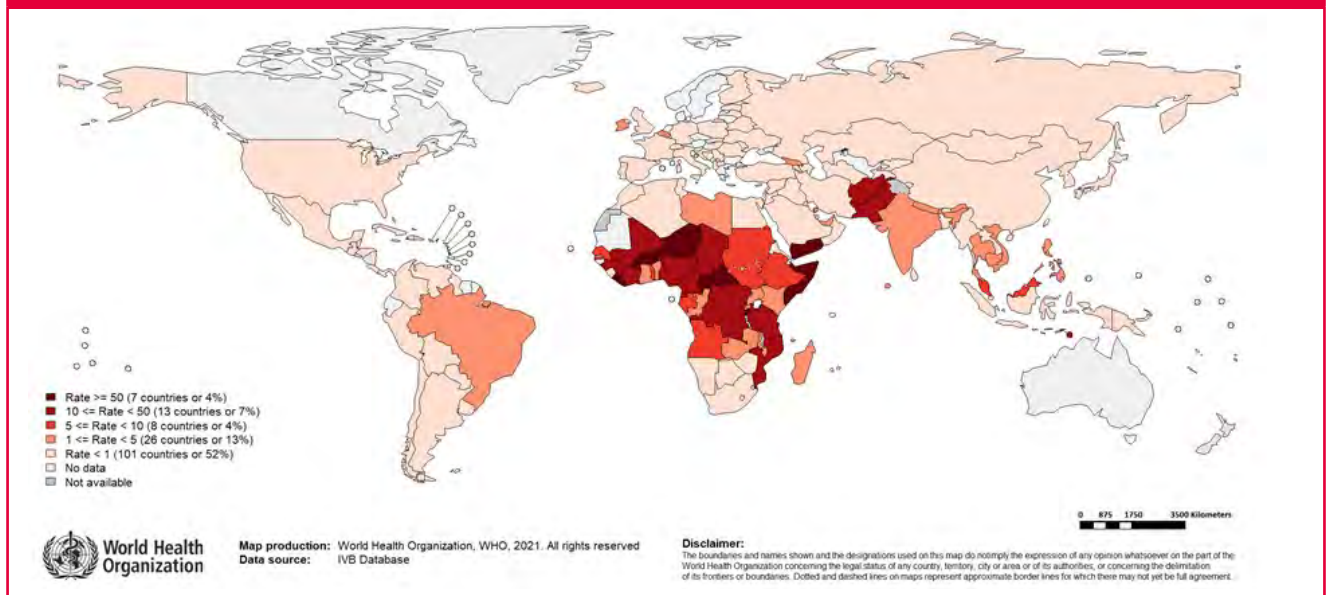 Rate >= 50 (7 countries or 4%)
10 <= Rate < 50 (13 countries or 7%)
5 <= Rate < 10 (8 countries or 4%)
1 <= Rate < 5 (26 countries or 13%)
Rate < 1 (101 countries or 52%)
No data
Not available
0 875 1750 3500 Kilometers
World Health
Organization
Map production: World Health Organization, WHO, 2021. All rights reserved
Data source: IVB Database
Disclaimer:
The boundaries and names shown and the designations used on this map do notimply the expression of any opinion whatsoever on the part of the
World Health Organization concerning the legal status of any country, territory, city or area or of its authorities, or concerning the delimitation
of its frontiers or boundaries. Dotted and dashed lines on maps represent approximate border lines for which there may not yet be full agreement.